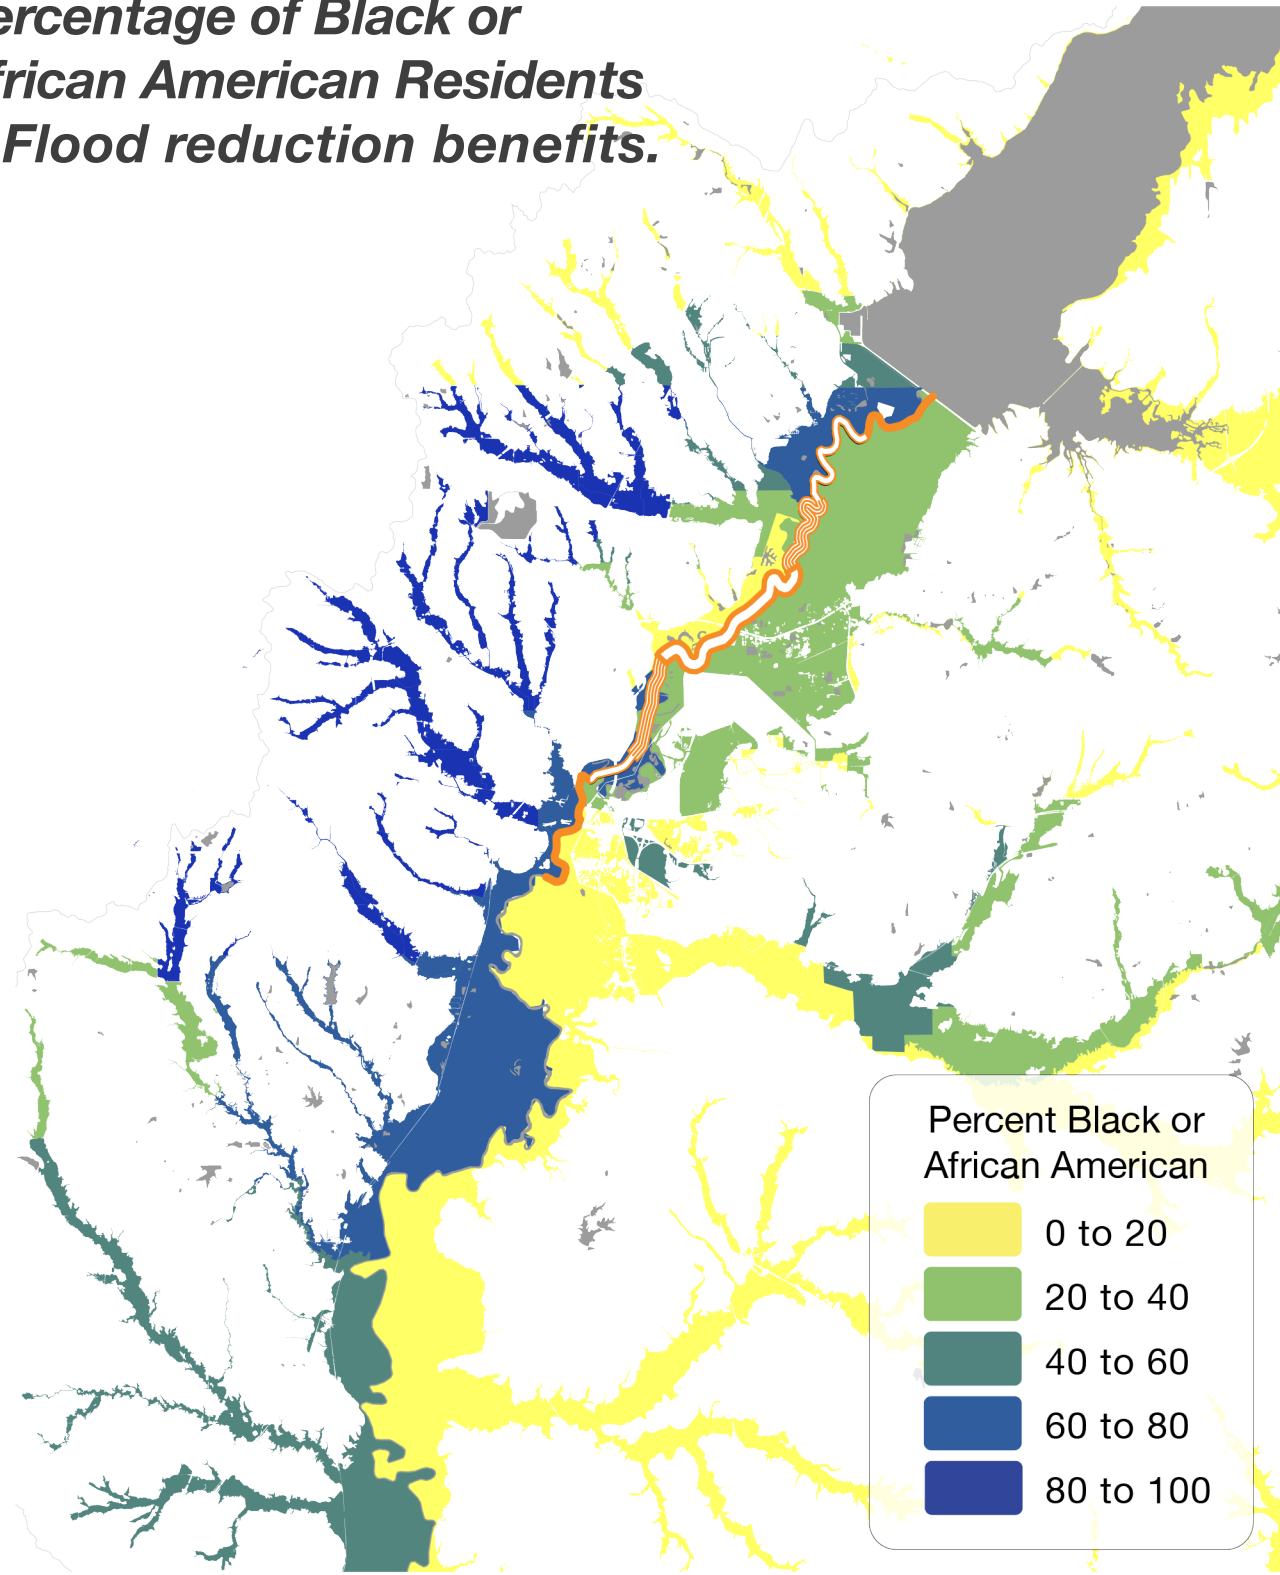 ercentage of Black or
frican American Residents
Flood reduction benefits.
Percent Black or
African American
0 to 20
20 to 40
40 to 60
60 to 80
80 to 100